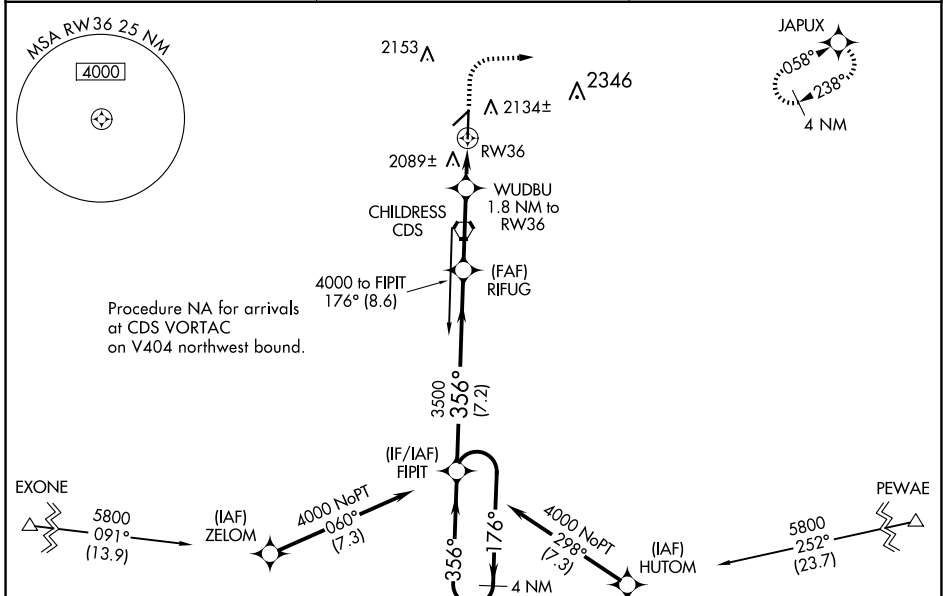 MSA RW36 25 NM
4000
2153
2346
2134±
RW36
2089±
WUDBU
1.8 NM to
RW36
CHILDRESS
CDS
(FAF)
RIFUG
4000 to FIPIT
176° (8.6)
JAPUX
058°
238°
4 NM
Procedure NA for arrivals
at CDS VORTAC
on V404 northwest bound.
3500
356°
(7.2)
(IF/IAF)
FIPIT
EXONE
5800
091°
(13.9)
(IAF)
ZELOM
4000 NoPT
060°
(7.3)
356°
176°
4 NM
4000 NoPT
298°
(7.3)
(IAF)
HUTOM
5800
252°
(23.7)
PEWAE